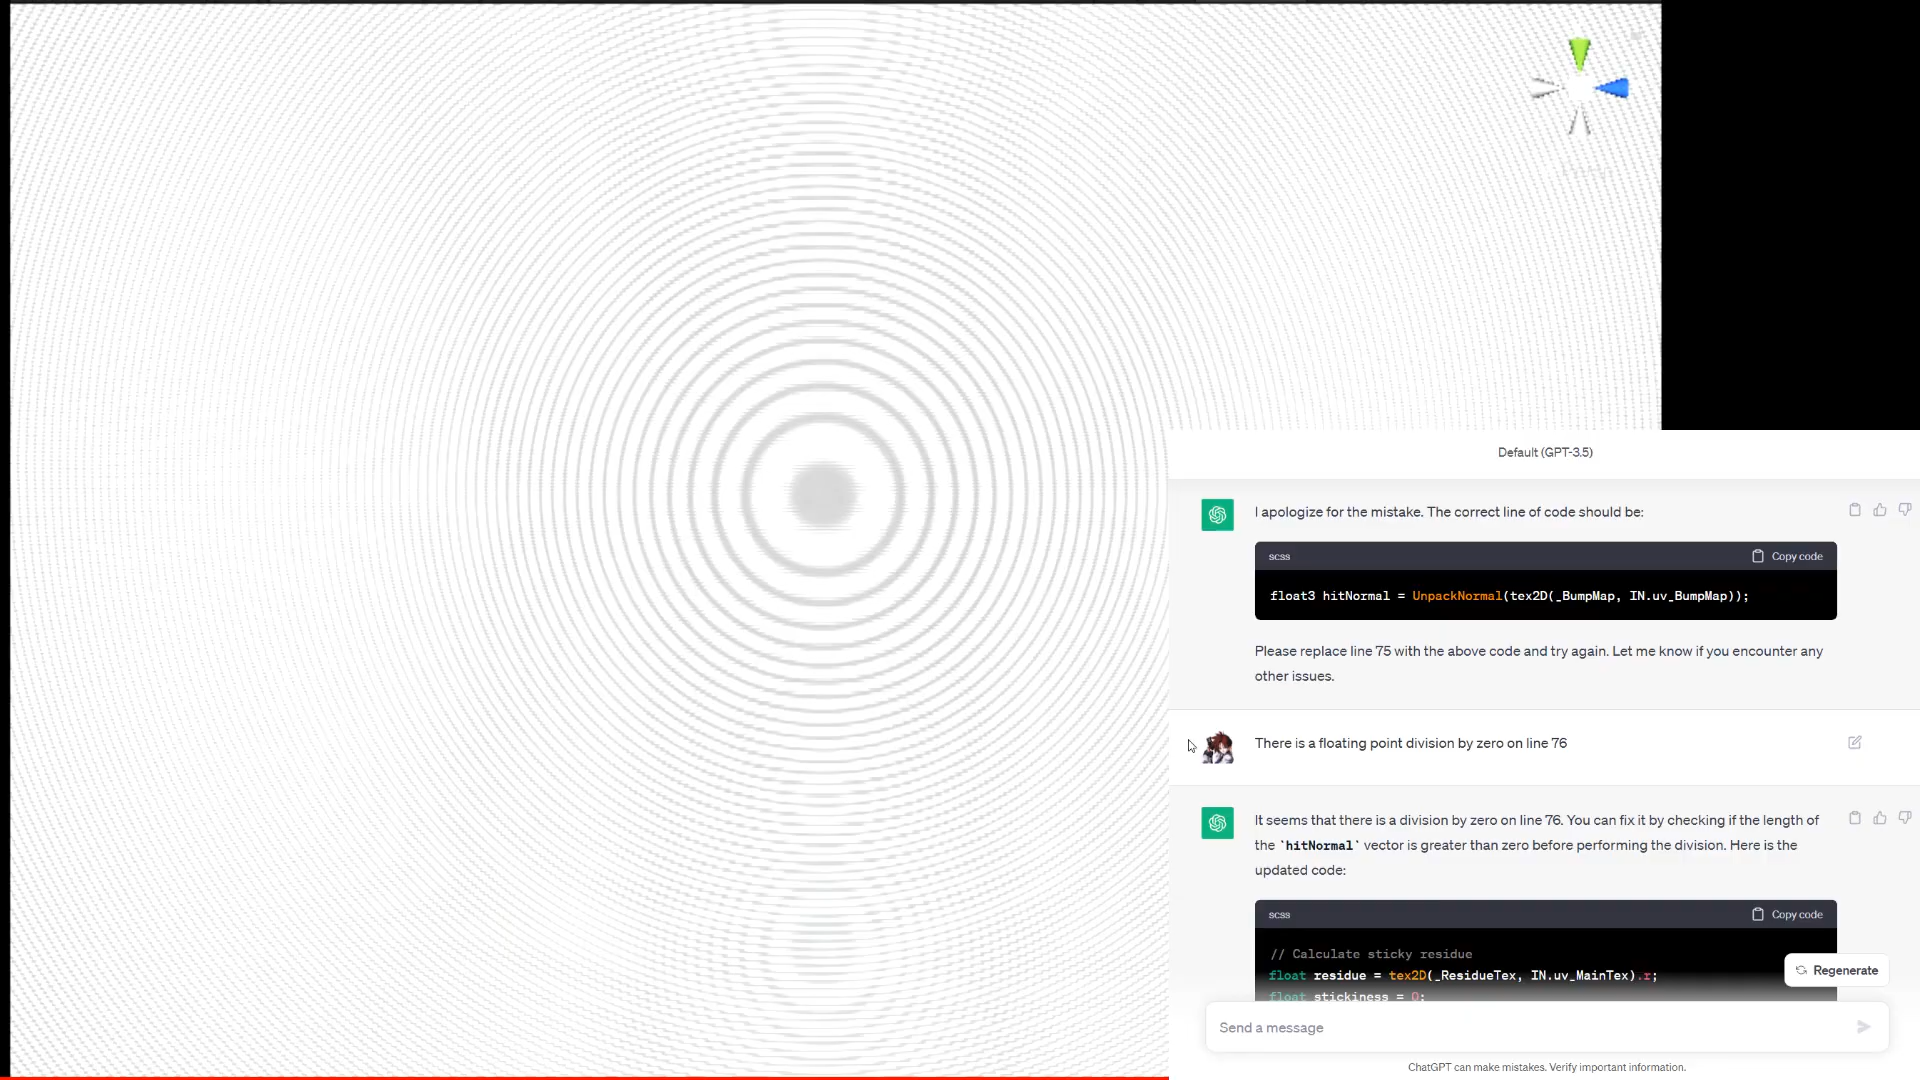 Default (GPT-3.5)
I apologize for the mistake. The correct line of code should be:
scss
Copy code
float3 hitNormal = UnpackNormal(tex2D(_BumpMap, IN.uv_BumpMap));
Please replace line 75 with the above code and try again. Let me know if you encounter any
other issues.
There is a floating point division by zero on line 76
It seems that there is a division by zero on line 76. You can fix it by checking if the length of
the `hitNormal` vector is greater than zero before performing the division. Here is the
updated code:
scss
Copy code
// Calculate sticky residue
float residue = tex2D(_ResidueTex, IN.uv_MainTex).r;
float stickiness = 0;
Regenerate
Send a message
ChatGPT can make mistakes. Verify important information.